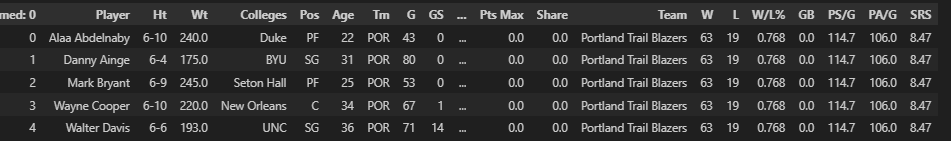 med: 0 Player Ht Wt Colleges Pos Age Tm G GS ... Pts Max Share Team W L W/L% GB PS/G PA/G SRS
0 Alaa Abdelnaby 6-10 240.0 Duke PF 22 POR 43 0 ... 0.0 0.0 Portland Trail Blazers 63 19 0.768 0.0 114.7 106.0 8.47
1 Danny Ainge 6-4 175.0 BYU SG 31 POR 80 0 ... 0.0 0.0 Portland Trail Blazers 63 19 0.768 0.0 114.7 106.0 8.47
2 Mark Bryant 6-9 245.0 Seton Hall PF 25 POR 53 0 ... 0.0 0.0 Portland Trail Blazers 63 19 0.768 0.0 114.7 106.0 8.47
3 Wayne Cooper 6-10 220.0 New Orleans C 34 POR 67 1 ... 0.0 0.0 Portland Trail Blazers 63 19 0.768 0.0 114.7 106.0 8.47
4 Walter Davis 6-6 193.0 UNC SG 36 POR 71 14 ... 0.0 0.0 Portland Trail Blazers 63 19 0.768 0.0 114.7 106.0 8.47